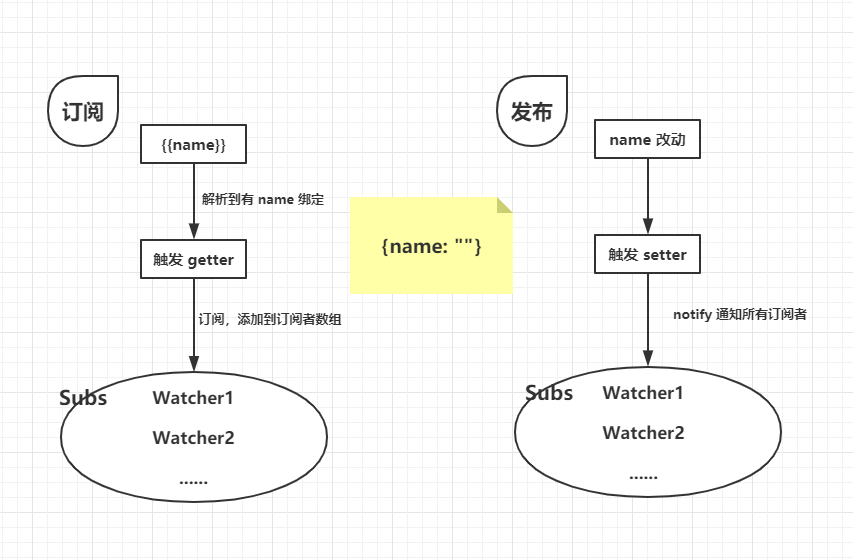 订阅
{{name}}
解析到有 name 绑定
触发 getter
订阅，添加到订阅者数组
Subs
Watcher1
Watcher2
......
{name: ""}
发布
name 改动
触发 setter
notify 通知所有订阅者
Subs
Watcher1
Watcher2
......